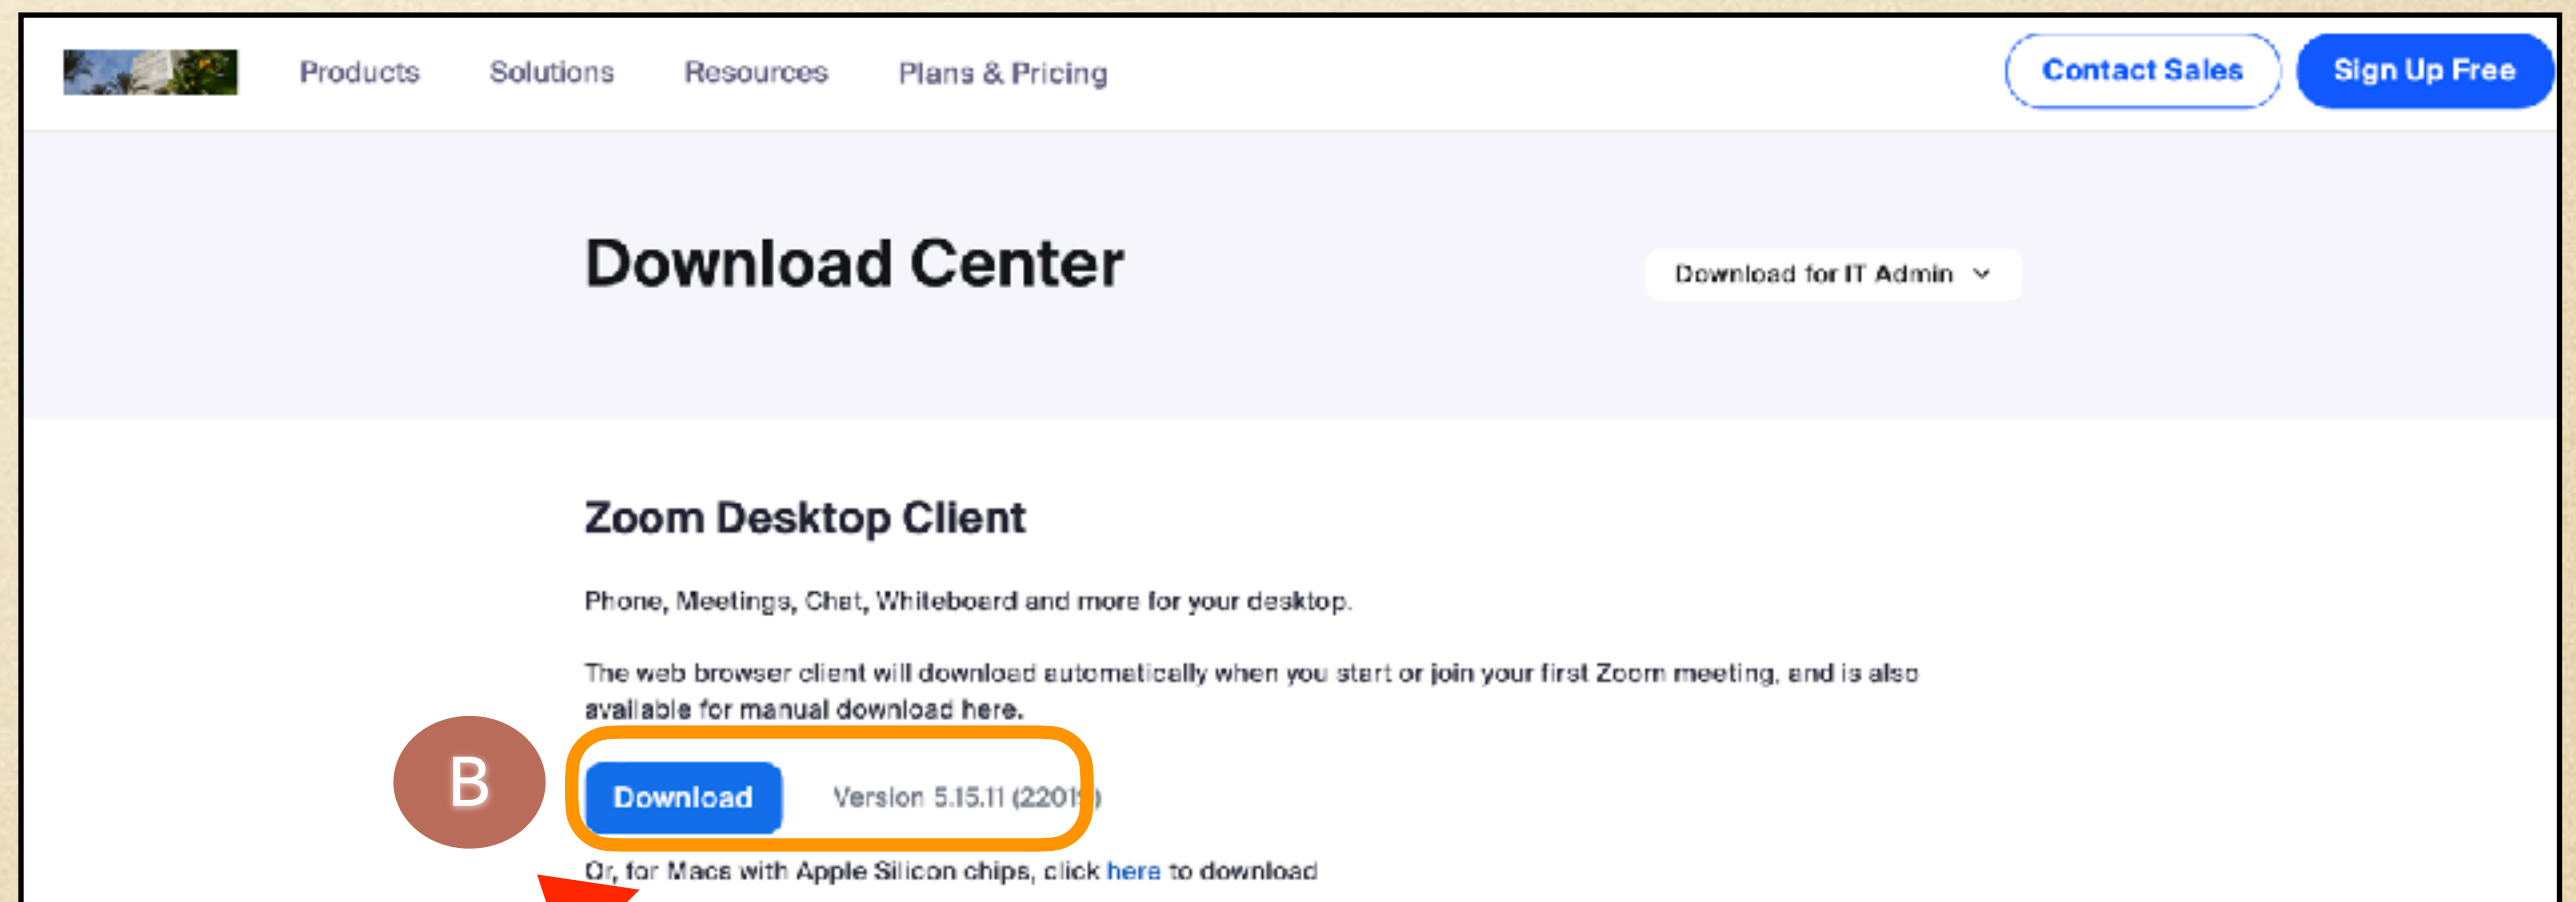 Products Solutions Resources Plans & Pricing Contact Sales Sign Up Free
Download Center
Download for IT Admin
Zoom Desktop Client
Phone, Meetings, Chat, Whiteboard and more for your desktop.
The web browser client will download automatically when you start or join your first Zoom meeting, and is also
available for manual download here.
B
Download Version 5.15.11
Or, for Macs with Apple Silicon chips, click here to download